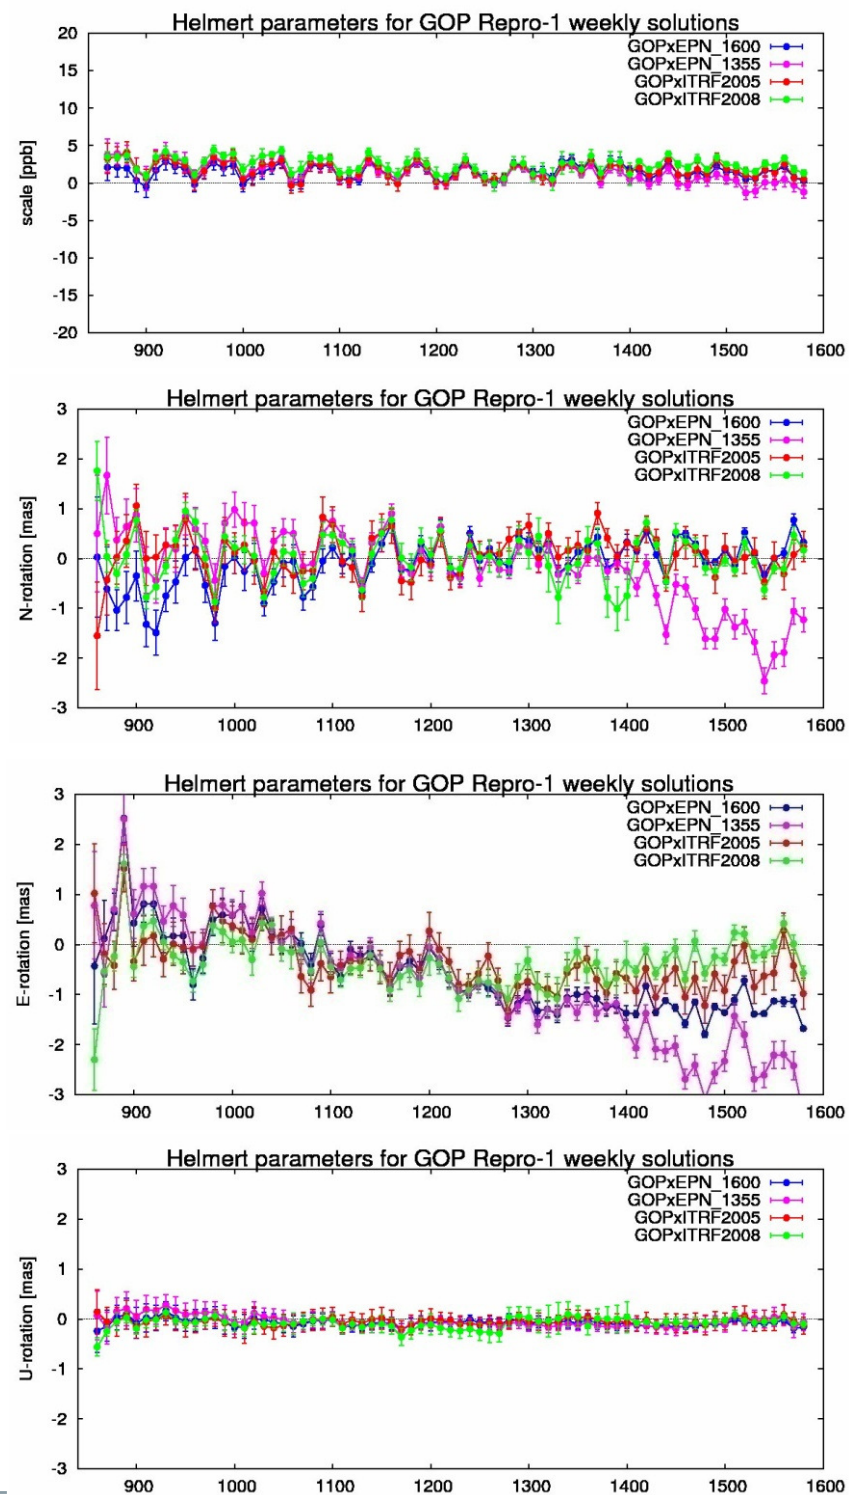 Helmert parameters for GOP Repro-1 weekly solutions
20
15
10
5
0
-5
-10
-15
-20
scale [ppb]
GOPxEPN_1600
GOPxEPN_1355
GOPxITRF2005
GOPxITRF2008
900 1000 1100 1200 1300 1400 1500 1600
Helmert parameters for GOP Repro-1 weekly solutions
3
2
1
0
-1
-2
-3
N-rotation [mas]
GOPxEPN_1600
GOPxEPN_1355
GOPxITRF2005
GOPxITRF2008
900 1000 1100 1200 1300 1400 1500 1600
Helmert parameters for GOP Repro-1 weekly solutions
3
2
1
0
-1
-2
-3
E-rotation [mas]
GOPxEPN_1600
GOPxEPN_1355
GOPxITRF2005
GOPxITRF2008
900 1000 1100 1200 1300 1400 1500 1600
Helmert parameters for GOP Repro-1 weekly solutions
3
2
1
0
-1
-2
-3
U-rotation [mas]
GOPxEPN_1600
GOPxEPN_1355
GOPxITRF2005
GOPxITRF2008
900 1000 1100 1200 1300 1400 1500 1600